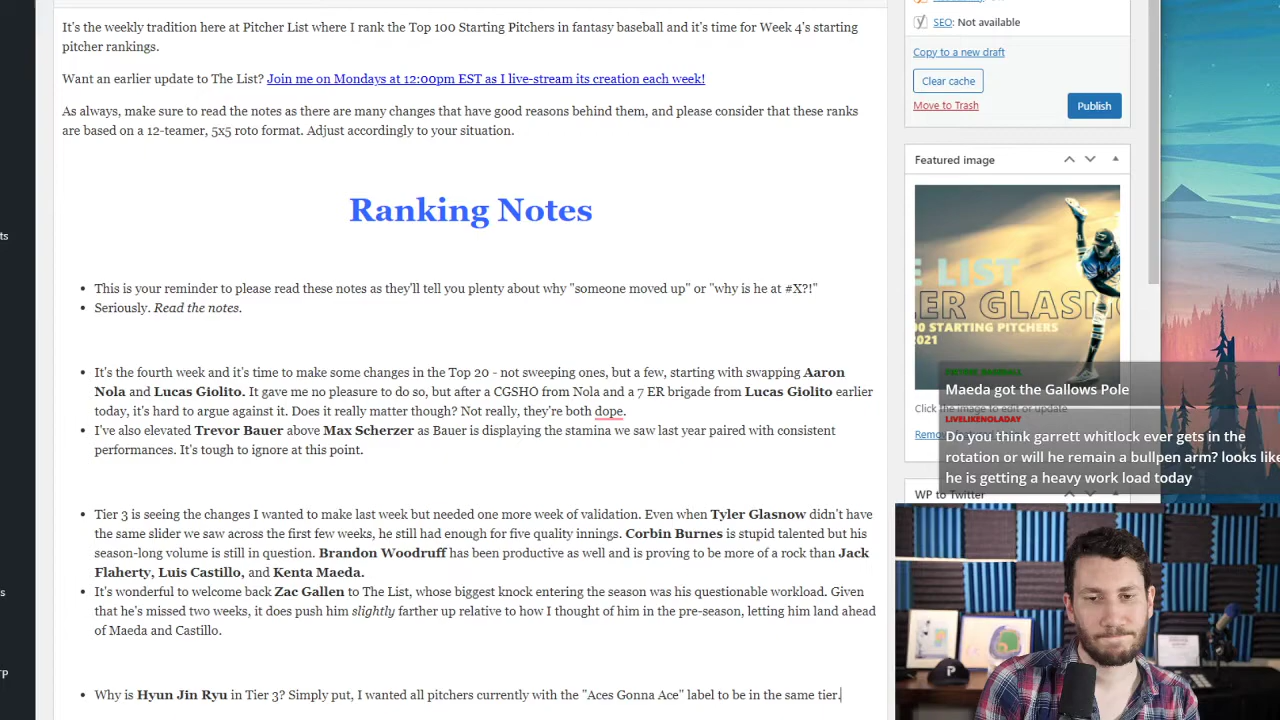 It's the weekly tradition here at Pitcher List where I rank the Top 100 Starting Pitchers in fantasy baseball and it's time for Week 4's starting
pitcher rankings.
Want an earlier update to The List? Join me on Mondays at 12:00pm EST as I live-stream its creation each week!
As always, make sure to read the notes as there are many changes that have good reasons behind them, and please consider that these ranks
are based on a 12-teamer, 5x5 roto format. Adjust accordingly to your situation.
Ranking Notes
This is your reminder to please read these notes as they'll tell you plenty about why "someone moved up" or "why is he at #X?!"
Seriously. Read the notes.
It's the fourth week and it's time to make some changes in the Top 20 - not sweeping ones, but a few, starting with swapping Aaron
Nola and Lucas Giolito. It gave me no pleasure to do so, but after a CGSHO from Nola and a 7 ER brigade from Lucas Giolito earlier
today, it's hard to argue against it. Does it really matter though? Not really, they're both dope.
I've also elevated Trevor Bauer above Max Scherzer as Bauer is displaying the stamina we saw last year paired with consistent
performances. It's tough to ignore at this point.
Tier 3 is seeing the changes I wanted to make last week but needed one more week of validation. Even when Tyler Glasnow didn't have
the same slider we saw across the first few weeks, he still had enough for five quality innings. Corbin Burnes is stupid talented but his
season-long volume is still in question. Brandon Woodruff has been productive as well and is proving to be more of a rock than Jack
Flaherty, Luis Castillo, and Kenta Maeda.
It's wonderful to welcome back Zac Gallen to The List, whose biggest knock entering the season was his questionable workload. Given
that he's missed two weeks, it does push him slightly farther up relative to how I thought of him in the pre-season, letting him land ahead
of Maeda and Castillo.
Why is Hyun Jin Ryu in Tier 3? Simply put, I wanted all pitchers currently with the "Aces Gonna Ace" label to be in the same tier.
SEO: Not available
Copy to a new draft
Clear cache
Move to Trash
Publish
Featured image
E LIST
ER GLASNO
00 STARTING PITCHERS
2021
Maeda got the Gallows Pole
Click the image to edit or update
LIVELIKENOLADAY
Do you think garrett whitlock ever gets in the
rotation or will he remain a bullpen arm? looks like
he is getting a heavy work load today
WP to Twitter